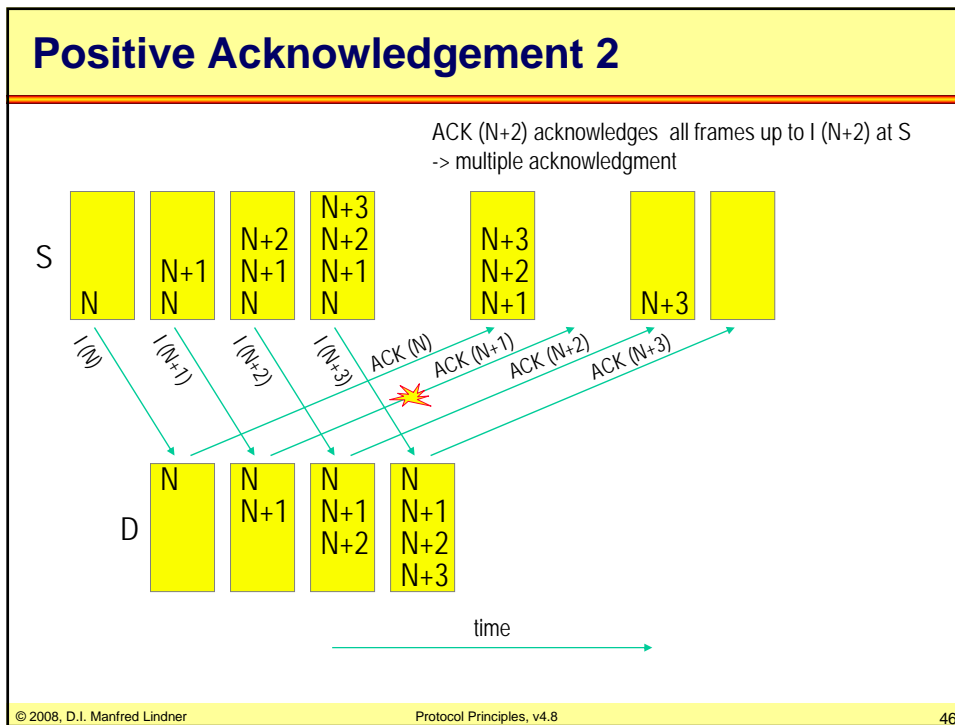 Positive Acknowledgement 2
ACK (N+2) acknowledges all frames up to I (N+2) at S
-> multiple acknowledgment
S
N
N+1
N
N+2
N+1
N
N+3
N+2
N+1
N
N+3
N+2
N+1
N+3
I (N)
I (N+1)
I (N+2)
I (N+3)
ACK (N)
ACK (N+1)
ACK (N+2)
ACK (N+3)
D
N
N
N+1
N
N+1
N+2
N
N+1
N+2
N+3
time
© 2008, D.I. Manfred Lindner
Protocol Principles, v4.8
46